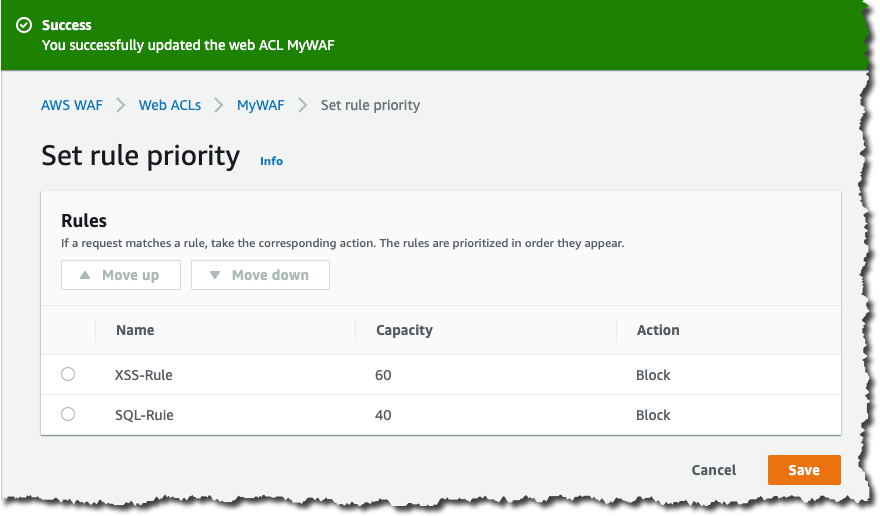 Success
You successfully updated the web ACL MyWAF
AWS WAF > Web ACLs > MyWAF > Set rule priority
Set rule priority Info
Rules
If a request matches a rule, take the corresponding action. The rules are prioritized in order they appear.
▲ Move up ▼ Move down
Name Capacity Action
XSS-Rule 60 Block
SQL-Ruie 40 Block
Cancel Save